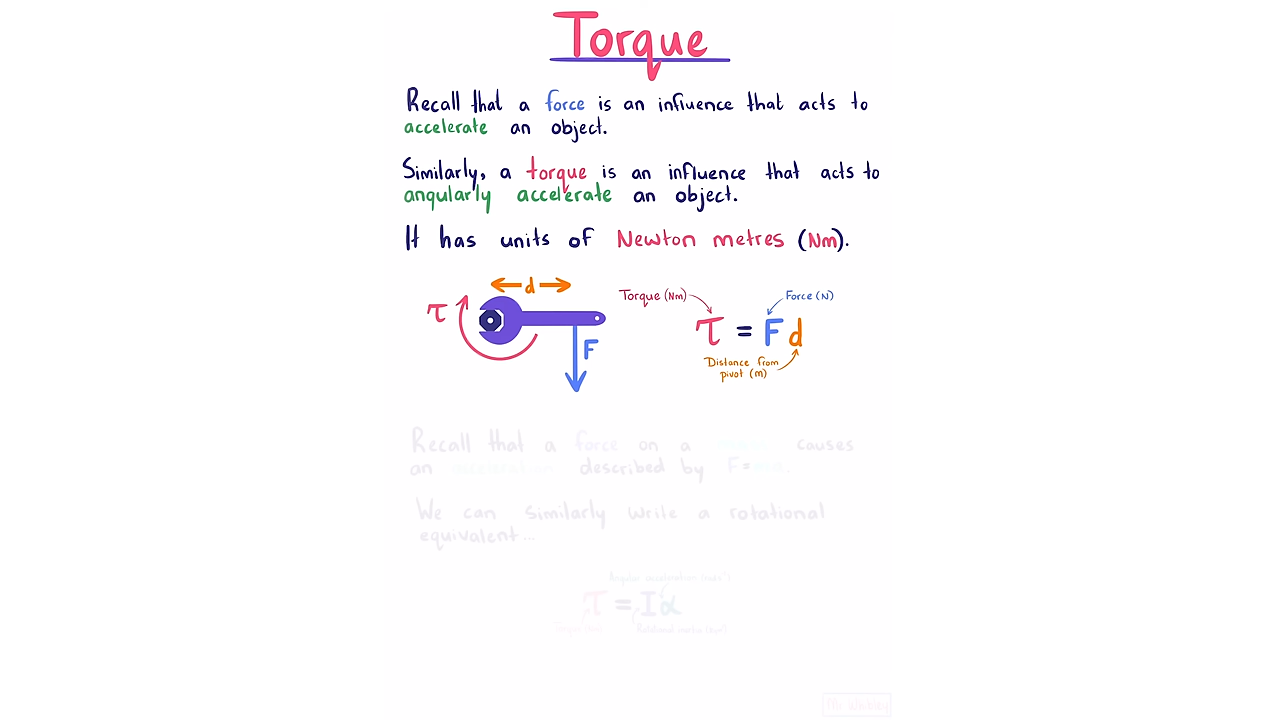 Torque
Recall that a force is an influence that acts to
accelerate an object.
Similarly, a torque is an influence that acts to
angularly accelerate an object.
It has units of Newton metres (Nm).
d
τ
F
Torque (Nm)
Force (N)
τ = Fd
Distance from
pivot (m)
Recall that a force on a causes
an described by F=
We can similarly write a rotational
equivalent...
τ = Iα